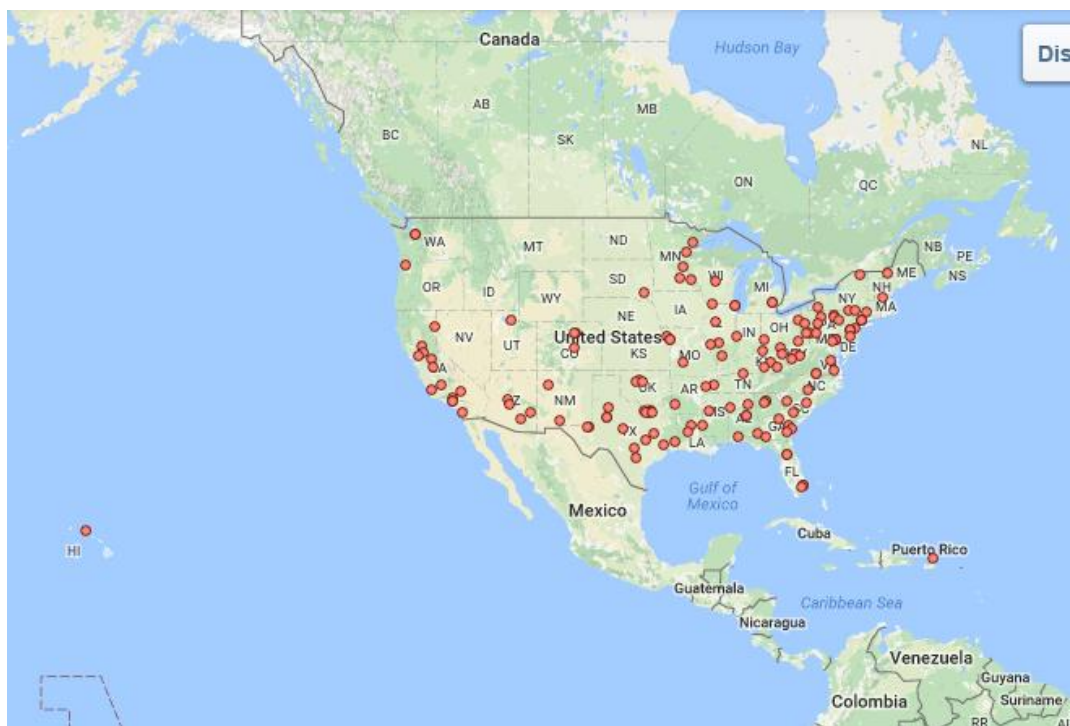 Canada
Hudson Bay
Dis
AB
MB
BC
SK
NL
ON
QC
WA
MT
ND
MN
NB
PE
ME
NS
OR
ID
SD
WI
MI
NY
NH
MA
WY
IA
NE
NV
UT
United States
CO
KS
MO
IN
OH
DE
NM
OK
AR
TN
NC
TX
LA
GA
FL
Gulf of
Mexico
Mexico
Cuba
HI
Puerto Rico
Guatemala
Caribbean Sea
Nicaragua
Venezuela
Guyana
Colombia
Suriname
RR